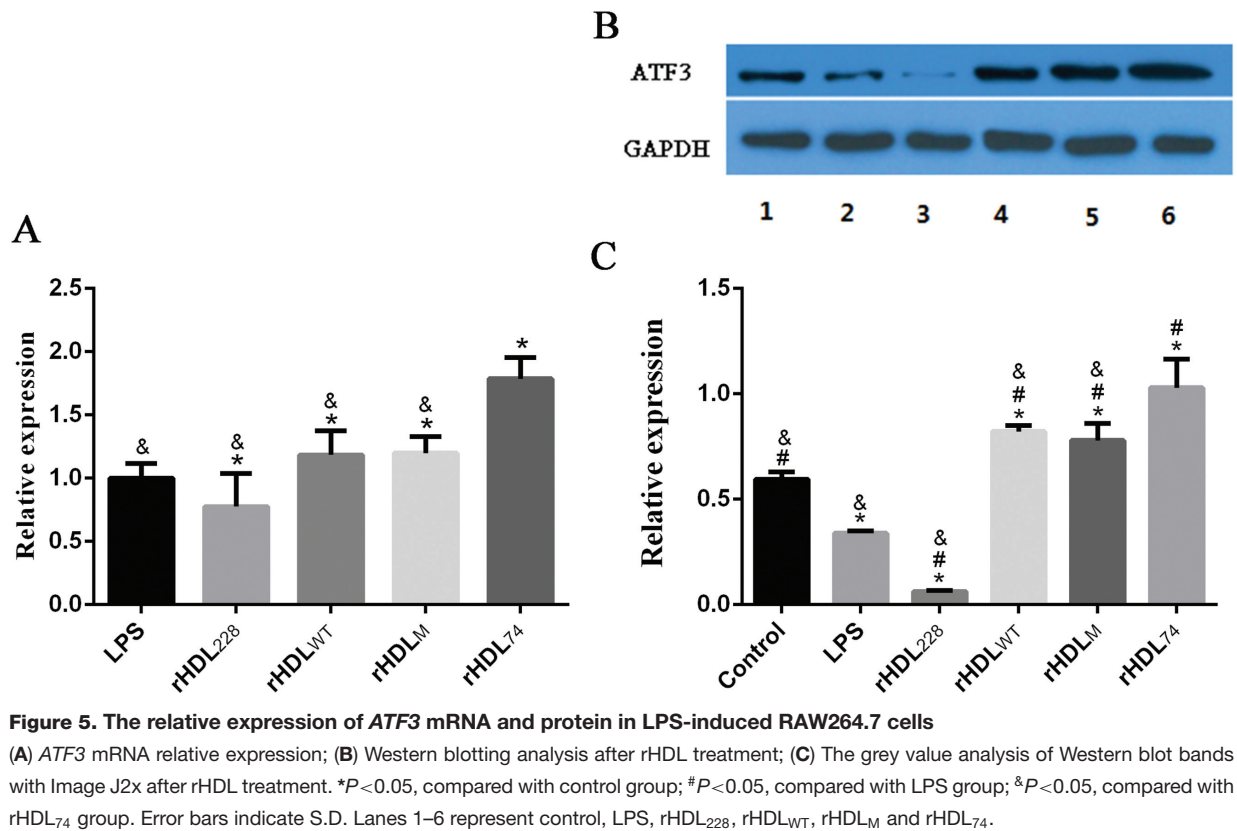 B
ATF3
GAPDH
1 2 3 4 5 6
A
Relative expression
2.5
2.0
1.5
1.0
0.5
0.0
&
&
*
&
*
&
*
*
LPS
rHDL228
rHDLWT
rHDLM
rHDL74
C
Relative expression
1.5
1.0
0.5
0.0
&
#
&
*
&
#
*
&
#
*
&
#
*
#
*
Control
LPS
rHDL228
rHDLWT
rHDLM
rHDL74
Figure 5. The relative expression of ATF3 mRNA and protein in LPS-induced RAW264.7 cells
(A) ATF3 mRNA relative expression; (B) Western blotting analysis after rHDL treatment; (C) The grey value analysis of Western blot bands
with Image J2x after rHDL treatment. *P<0.05, compared with control group; #P<0.05, compared with LPS group; &P<0.05, compared with
rHDL74 group. Error bars indicate S.D. Lanes 1–6 represent control, LPS, rHDL228, rHDLWT, rHDLM and rHDL74.